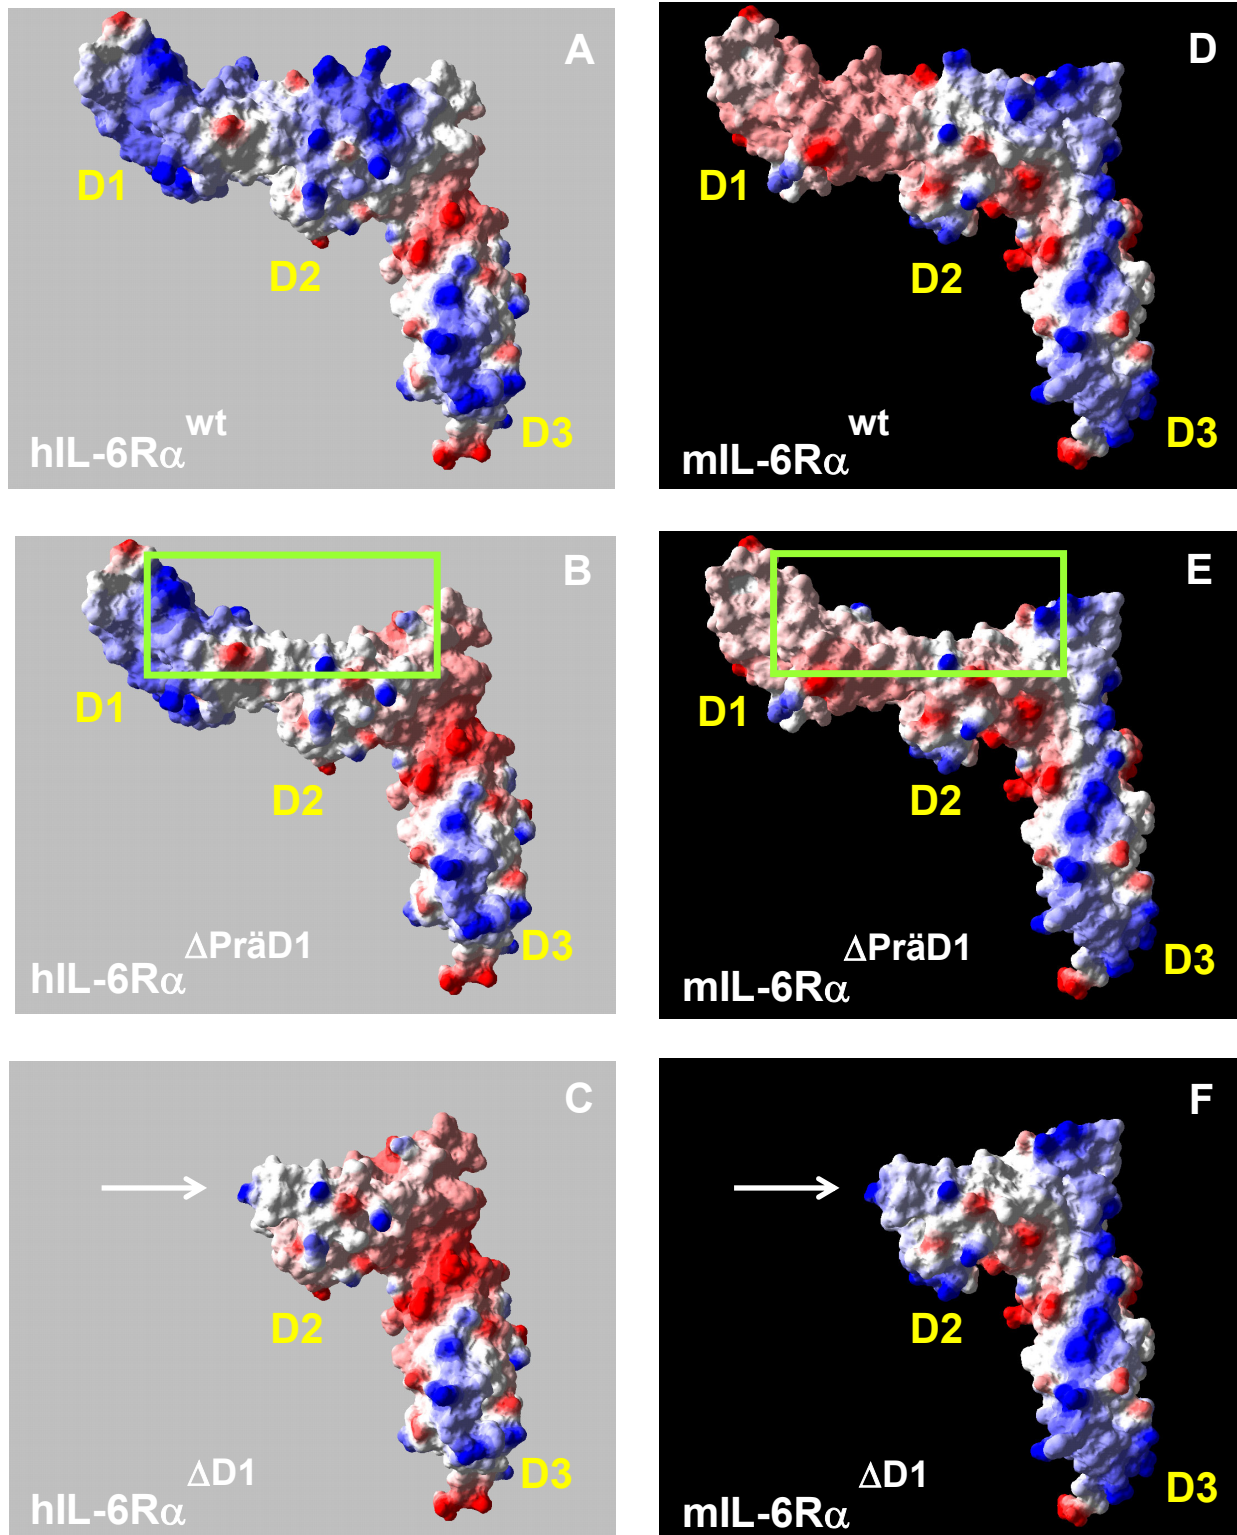 A
D1
D2
D3
hIL-6Rα wt
D
D1
D2
D3
mIL-6Rα wt
B
D1
D2
D3
hIL-6Rα ΔPräD1
E
D1
D2
D3
mIL-6Rα ΔPräD1
C
D2
D3
hIL-6Rα ΔD1
F
D2
D3
mIL-6Rα ΔD1